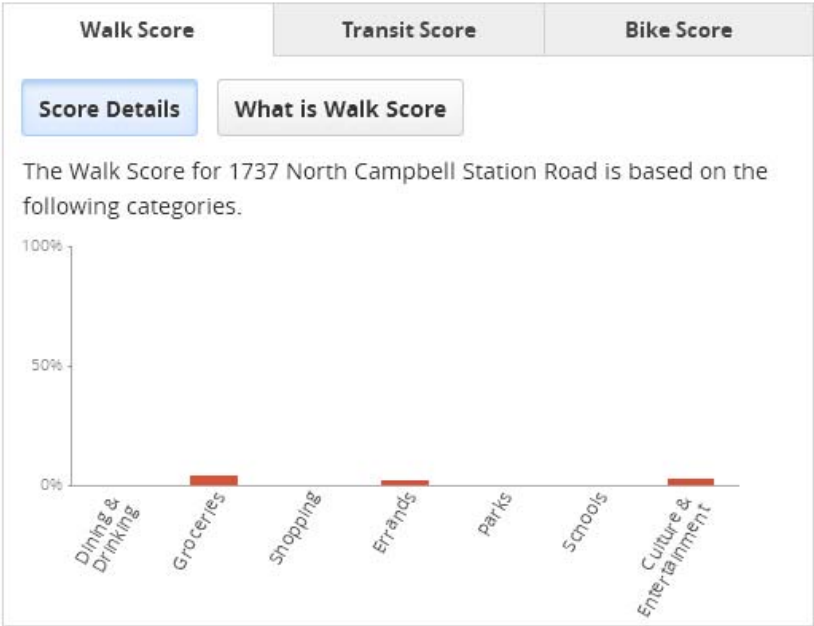 Walk Score
Transit Score
Bike Score
Score Details
What is Walk Score
The Walk Score for 1737 North Campbell Station Road is based on the
following categories.
100%
50%
0%
Dining &
Drinking
Groceries
Shopping
Errands
Parks
Schools
Culture &
Entertainment